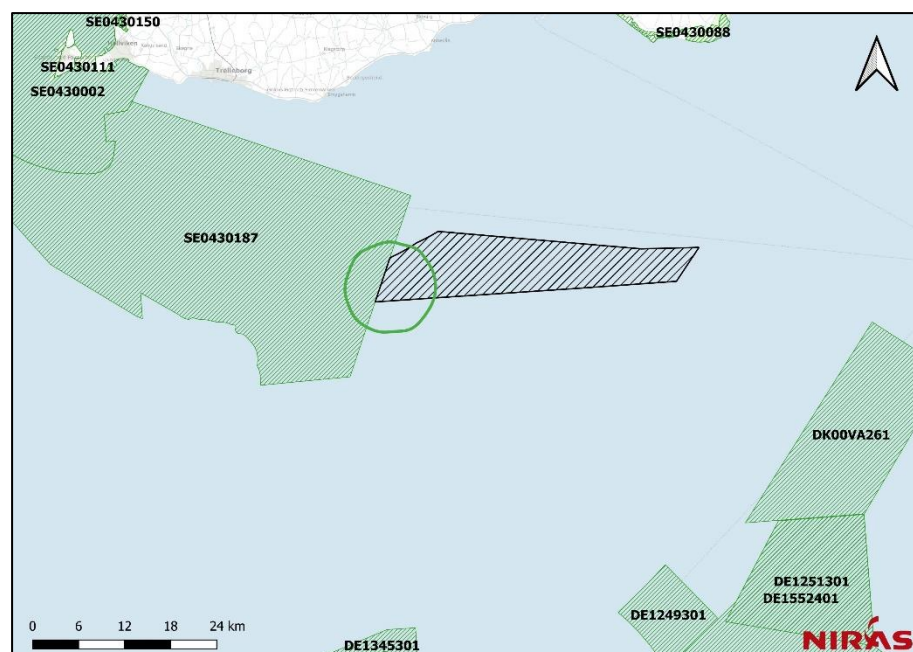 SE0430150
SE0430088
SE0430111
Trelleborg
SE0430002
SE0430187
DK00VA261
DE1251301
DE1552401
DE1249301
0 6 12 18 24 km
DE1345301
NIRAS